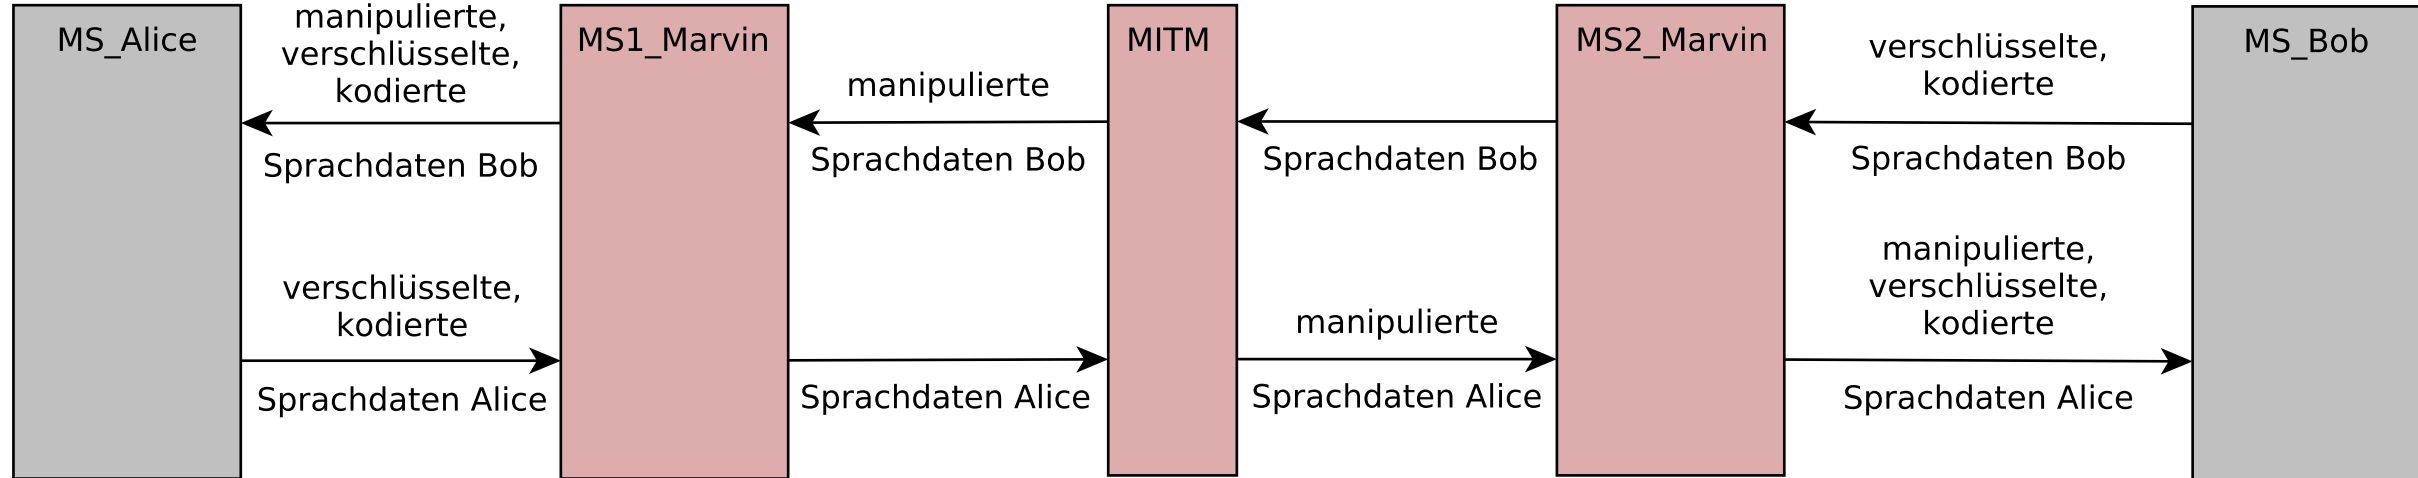 MS_Alice
manipulierte,
verschlüsselte,
kodierte
Sprachdaten Bob
verschlüsselte,
kodierte
Sprachdaten Alice
MS1_Marvin
manipulierte
Sprachdaten Bob
Sprachdaten Alice
MITM
Sprachdaten Bob
manipulierte
Sprachdaten Alice
MS2_Marvin
verschlüsselte,
kodierte
Sprachdaten Bob
manipulierte,
verschlüsselte,
kodierte
Sprachdaten Alice
MS_Bob